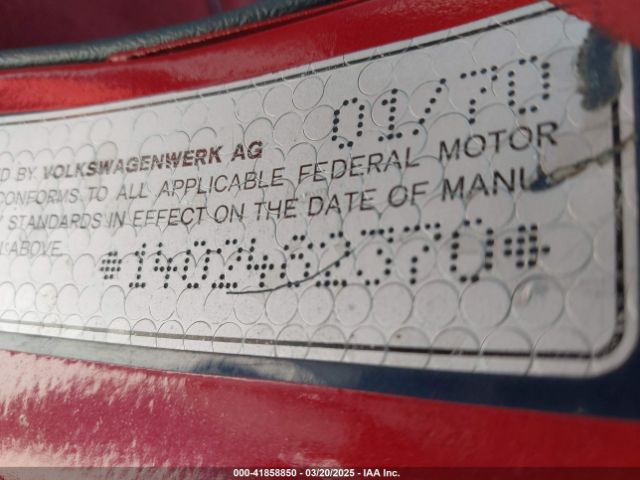 01/70
D BY VOLKSWAGENWERK AG
CONFORMS TO ALL APPLICABLE FEDERAL MOTOR
STANDARDS IN EFFECT ON THE DATE OF MANU
ABOVE.
*1402482370*
000-41858850 - 03/20/2025 - IAA Inc.